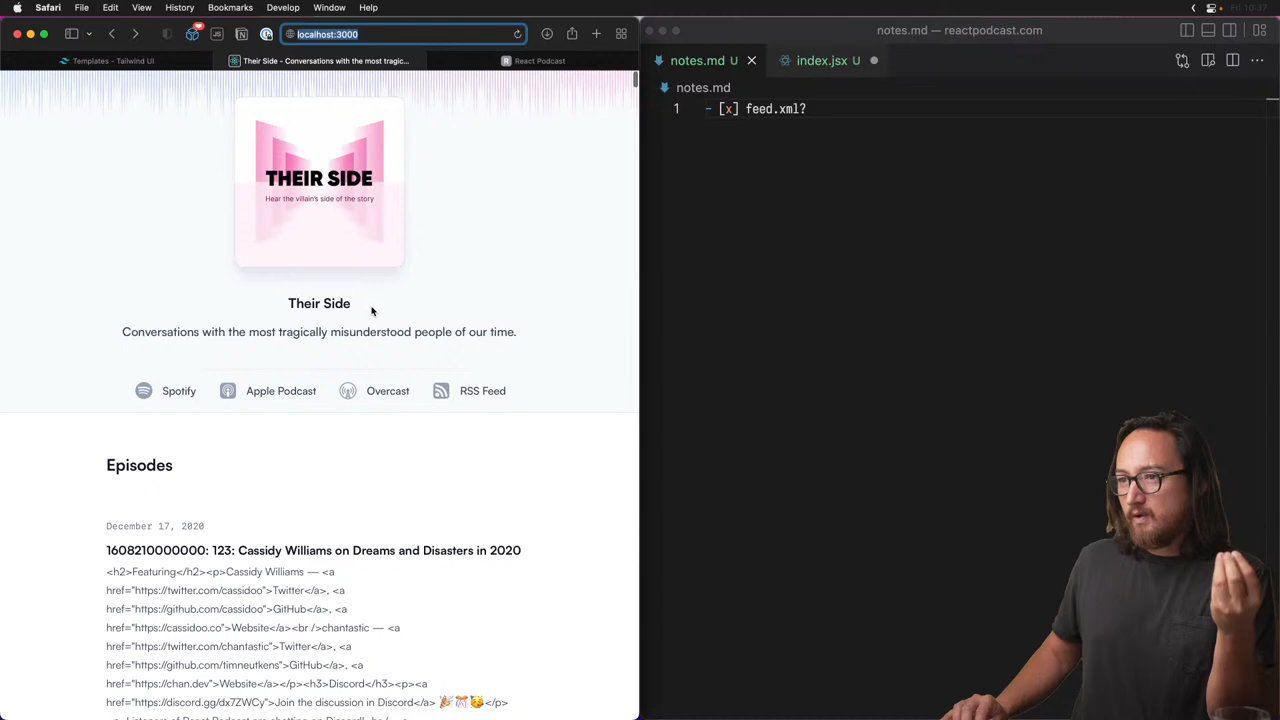 Safari File Edit View History Bookmarks Develop Window Help
Fri 10:37
localhost:3000
Templates - Tailwind UI
Their Side - Conversations with the most tragic...
React Podcast
THEIR SIDE
Hear the villain's side of the story
Their Side
Conversations with the most tragically misunderstood people of our time.
Spotify Apple Podcast Overcast RSS Feed
Episodes
December 17, 2020
1608210000000: 123: Cassidy Williams on Dreams and Disasters in 2020
<h2>Featuring</h2><p>Cassidy Williams — <a
href="https://twitter.com/cassidoo">Twitter</a>, <a
href="https://github.com/cassidoo">GitHub</a>, <a
href="https://cassidoo.co">Website</a><br />chantastic — <a
href="https://twitter.com/chantastic">Twitter</a>, <a
href="https://github.com/timneutkens">GitHub</a>, <a
href="https://chan.dev">Website</a></p><h3>Discord</h3><p><a
href="https://discord.gg/dx7ZWCy">Join the discussion in Discord</a> 🎉🎊🥳</p>
notes.md — reactpodcast.com
notes.md U
index.jsx U
notes.md
1 - [x] feed.xml?